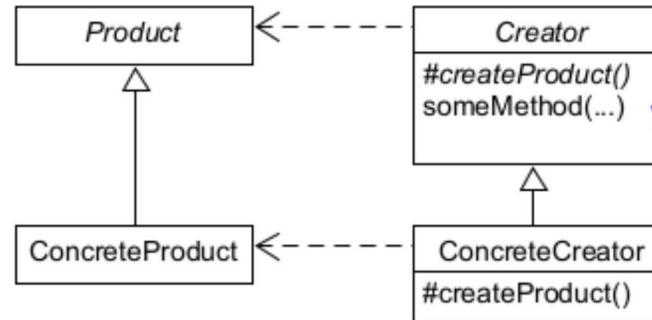 Product
Creator
#createProduct()
someMethod(...)
ConcreteProduct
ConcreteCreator
#createProduct()